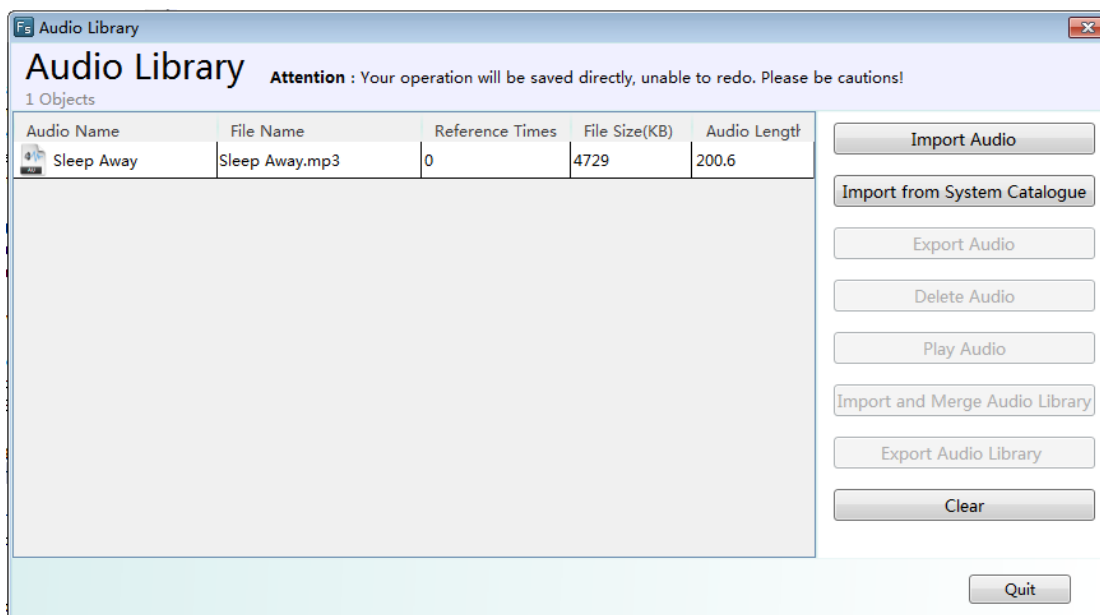 Fs Audio Library
Audio Library Attention : Your operation will be saved directly, unable to redo. Please be cautions!
1 Objects
Audio Name File Name Reference Times File Size(KB) Audio Length
Sleep Away Sleep Away.mp3 0 4729 200.6
Import Audio
Import from System Catalogue
Export Audio
Delete Audio
Play Audio
Import and Merge Audio Library
Export Audio Library
Clear
Quit